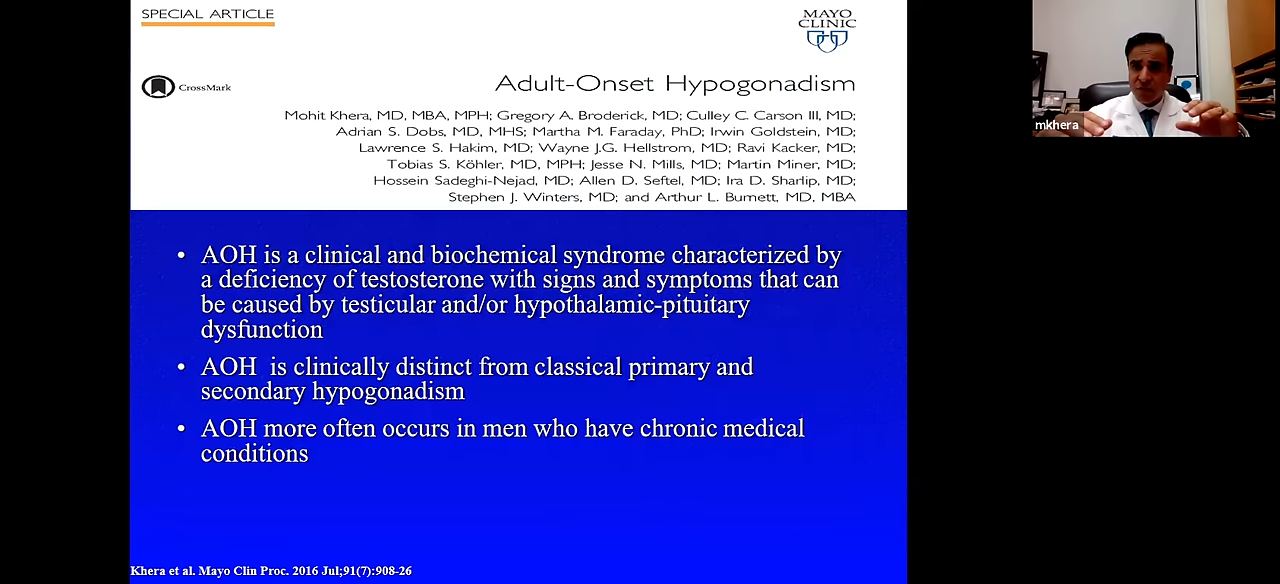 SPECIAL ARTICLE
MAYO
CLINIC
CrossMark
Adult-Onset Hypogonadism
Mohit Khera, MD, MBA, MPH; Gregory A. Broderick, MD; Culley C. Carson III, MD;
Adrian S. Dobs, MD, MHS; Martha M. Faraday, PhD; Irwin Goldstein, MD;
Lawrence S. Hakim, MD; Wayne J.G. Hellstrom, MD; Ravi Kacker, MD;
Tobias S. Köhler, MD, MPH; Jesse N. Mills, MD; Martin Miner, MD;
Hossein Sadeghi-Nejad, MD; Allen D. Seftel, MD; Ira D. Sharlip, MD;
Stephen J. Winters, MD; and Arthur L. Burnett, MD, MBA
mkhera
• AOH is a clinical and biochemical syndrome characterized by
a deficiency of testosterone with signs and symptoms that can
be caused by testicular and/or hypothalamic-pituitary
dysfunction
• AOH is clinically distinct from classical primary and
secondary hypogonadism
• AOH more often occurs in men who have chronic medical
conditions
Khera et al. Mayo Clin Proc. 2016 Jul;91(7):908-26